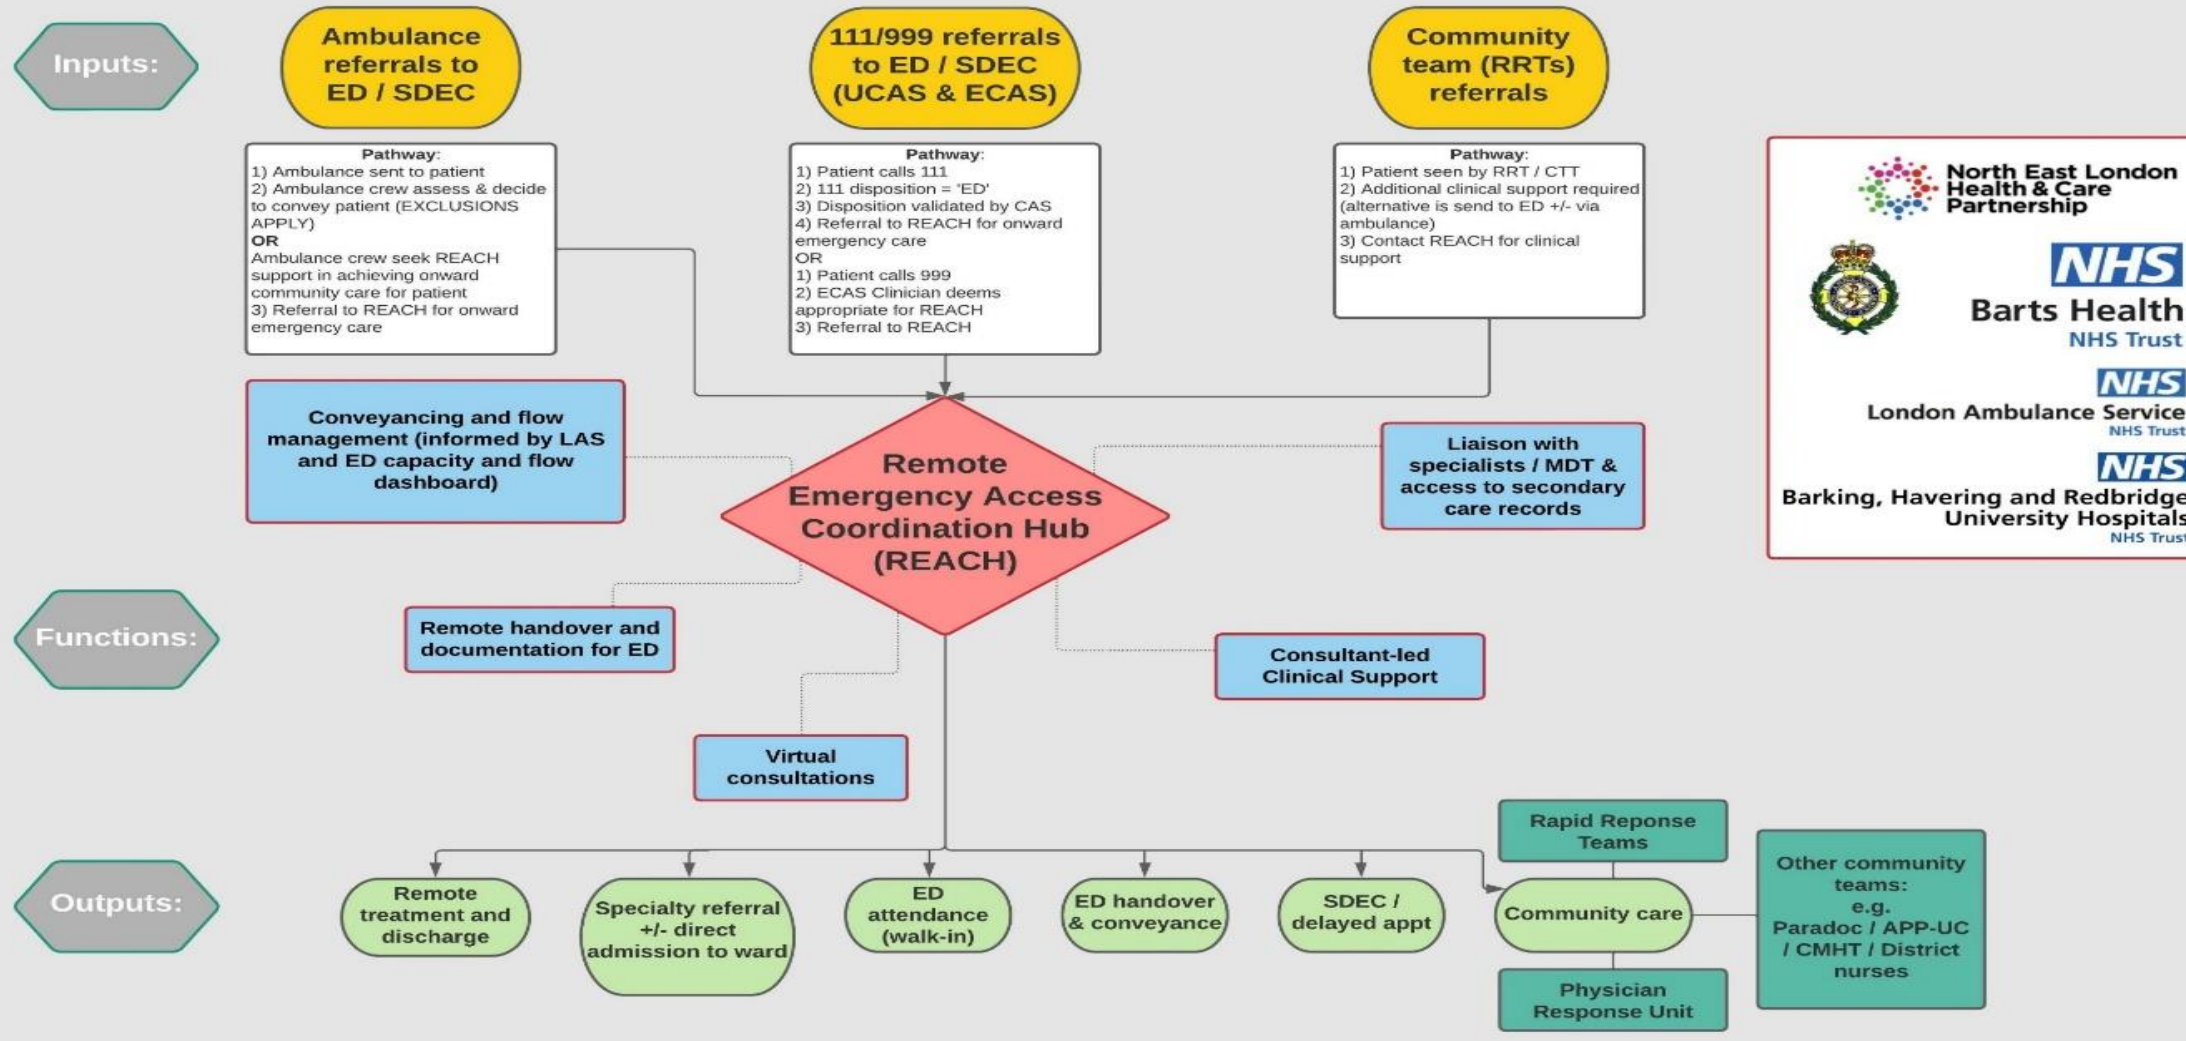 Inputs:
Ambulance
referrals to
ED / SDEC
111/999 referrals
to ED / SDEC
(UCAS & ECAS)
Community
team (RRTs)
referrals
Pathway:
1) Ambulance sent to patient
2) Ambulance crew assess & decide
to convey patient (EXCLUSIONS
APPLY)
OR
Ambulance crew seek REACH
support in achieving onward
community care for patient
3) Referral to REACH for onward
emergency care
Pathway:
1) Patient calls 111
2) 111 disposition = 'ED'
3) Disposition validated by CAS
4) Referral to REACH for onward
emergency care
OR
1) Patient calls 999
2) ECAS Clinician deems
appropriate for REACH
3) Referral to REACH
Pathway:
1) Patient seen by RRT / CTT
2) Additional clinical support required
(alternative is send to ED +/- via
ambulance)
3) Contact REACH for clinical
support
North East London
Health & Care
Partnership
NHS
Barts Health
NHS Trust
NHS
London Ambulance Service
NHS Trust
NHS
Barking, Havering and Redbridge
University Hospitals
NHS Trust
Conveyancing and flow
management (informed by LAS
and ED capacity and flow
dashboard)
Remote
Emergency Access
Coordination Hub
(REACH)
Liaison with
specialists / MDT &
access to secondary
care records
Functions:
Remote handover and
documentation for ED
Consultant-led
Clinical Support
Virtual
consultations
Outputs:
Remote
treatment and
discharge
Specialty referral
+/- direct
admission to ward
ED
attendance
(walk-in)
ED handover
& conveyance
SDEC /
delayed appt
Rapid Reponse
Teams
Community care
Physician
Response Unit
Other community
teams:
e.g.
Paradoc / APP-UC
/ CMHT / District
nurses